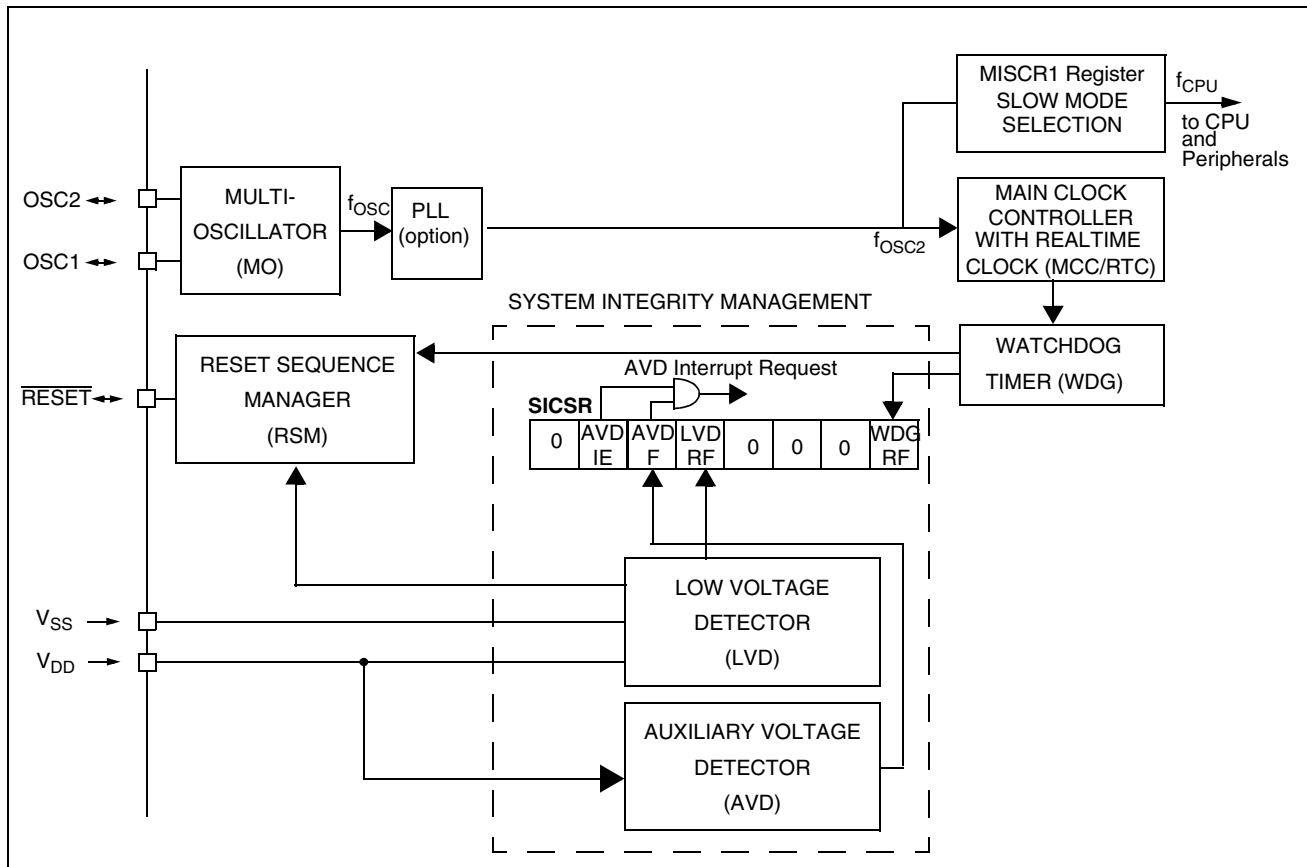 MISCR1 Register
SLOW MODE
SELECTION
fCPU
to CPU
and
Peripherals
OSC2
OSC1
MULTI-
OSCILLATOR
(MO)
fOSC
PLL
(option)
fOSC2
MAIN CLOCK
CONTROLLER
WITH REALTIME
CLOCK (MCC/RTC)
SYSTEM INTEGRITY MANAGEMENT
RESET
RESET SEQUENCE
MANAGER
(RSM)
AVD Interrupt Request
WATCHDOG
TIMER (WDG)
SICSR
0 AVD IE AVD F LVD RF 0 0 0 WDG RF
LOW VOLTAGE
DETECTOR
(LVD)
VSS
VDD
AUXILIARY VOLTAGE
DETECTOR
(AVD)